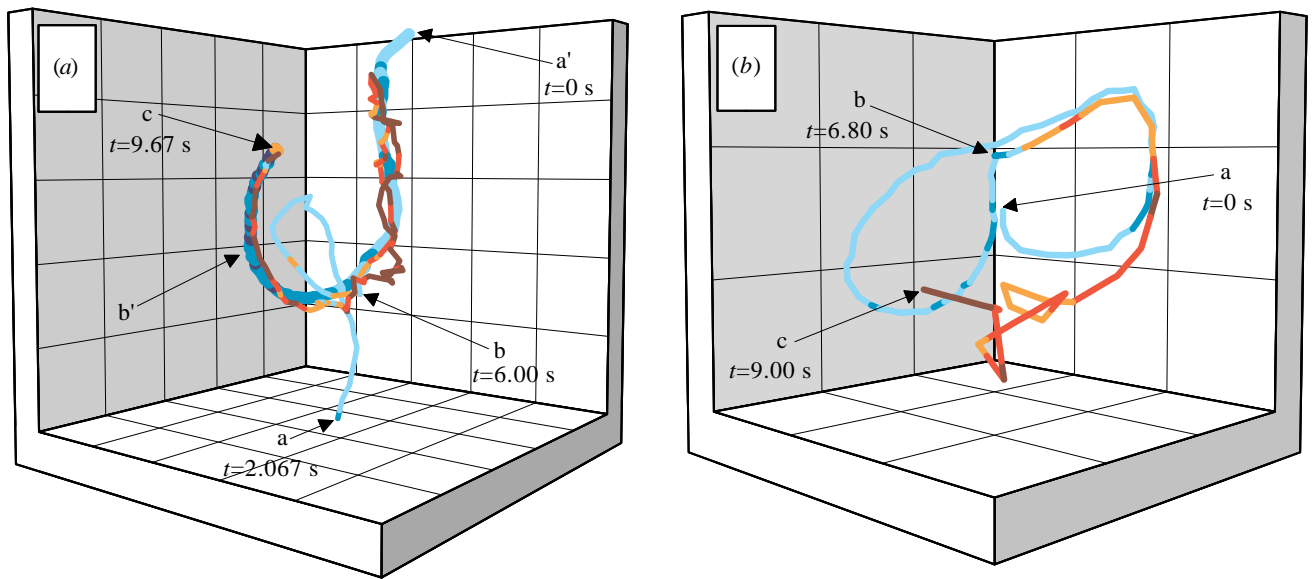 (a)
a'
t=0 s
c
t=9.67 s
b'
b
t=6.00 s
a
t=2.067 s
(b)
b
t=6.80 s
a
t=0 s
c
t=9.00 s